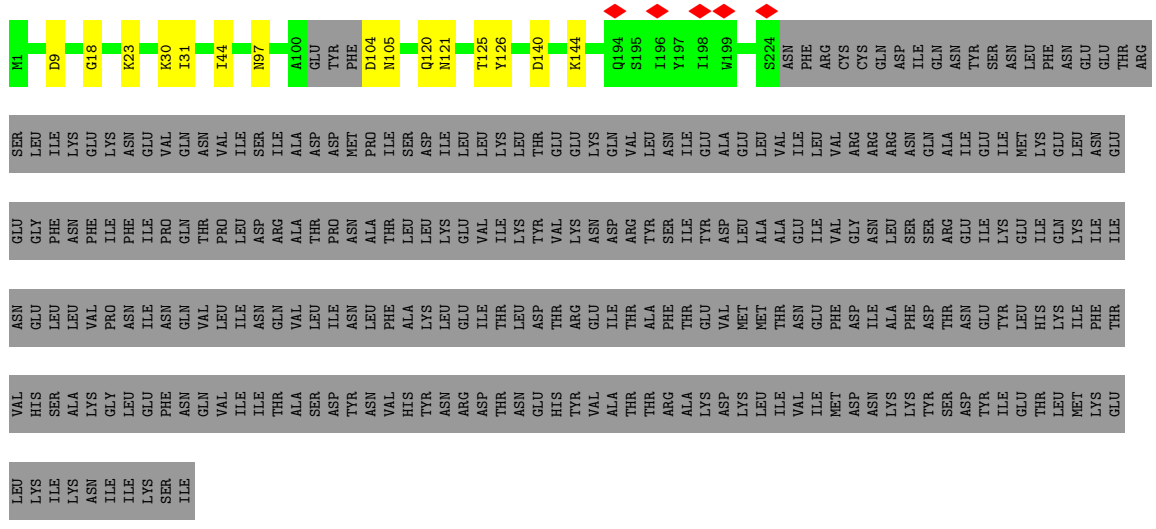 M1 D9 G18 K23 K30 I31 I44 N97 A100 GLU TYR PHE D104 N105 Q120 N121 T125 Y126 D140 K144 Q194 S195 I196 Y197 I198 W199 S224 ASN PHE ARG CYS CYS GLN ASP ILE GLN ASN TYR SER ASN LEU PHE ASN GLU GLU THR ARG
SER LEU ILE LYS GLU LYS ASN GLU VAL GLN ASN VAL ILE SER ILE ALA ASP ASP MET PRO ILE SER ASP ILE LEU LEU LYS LEU THR GLU GLU LYS GLN VAL LEU ASN ILE GLU ALA GLU LEU VAL ILE LEU VAL ARG ARG ARG ASN GLN ALA ILE GLU ILE MET LYS GLU LEU ASN GLU
GLU GLY PHE ASN PHE ILE PHE ILE PRO GLN THR PRO LEU ASP ARG ALA THR PRO ASN ALA THR LEU LEU LYS GLU VAL ILE LYS TYR VAL LYS ASN ASP ARG TYR SER ILE TYR ASP LEU ALA ALA GLU ILE VAL GLY ASN LEU SER SER ARG GLU ILE LYS GLU ILE GLN LYS ILE ILE
ASN GLU LEU LEU VAL PRO ASN ILE ASN GLN VAL LEU ILE ASN GLN VAL LEU ILE ASN LEU PHE ALA LYS LEU GLU ILE THR LEU ASP THR ARG GLU ILE THR ALA PHE THR GLU VAL MET MET THR ASN GLU PHE ASP ILE ALA PHE ASP THR ASN GLU TYR LEU HIS LYS ILE PHE THR
VAL HIS SER ALA LYS GLY LEU GLU PHE ASN GLN VAL ILE ILE THR ALA SER ASP TYR ASN VAL HIS TYR ASN ARG ASP THR ASN GLU HIS TYR VAL ALA THR THR ARG ALA LYS ASP LYS LEU ILE VAL ILE MET ASP ASN LYS LYS TYR SER ASP TYR ILE GLU THR LEU MET LYS GLU
LEU LYS ILE LYS ASN ILE ILE LYS SER ILE